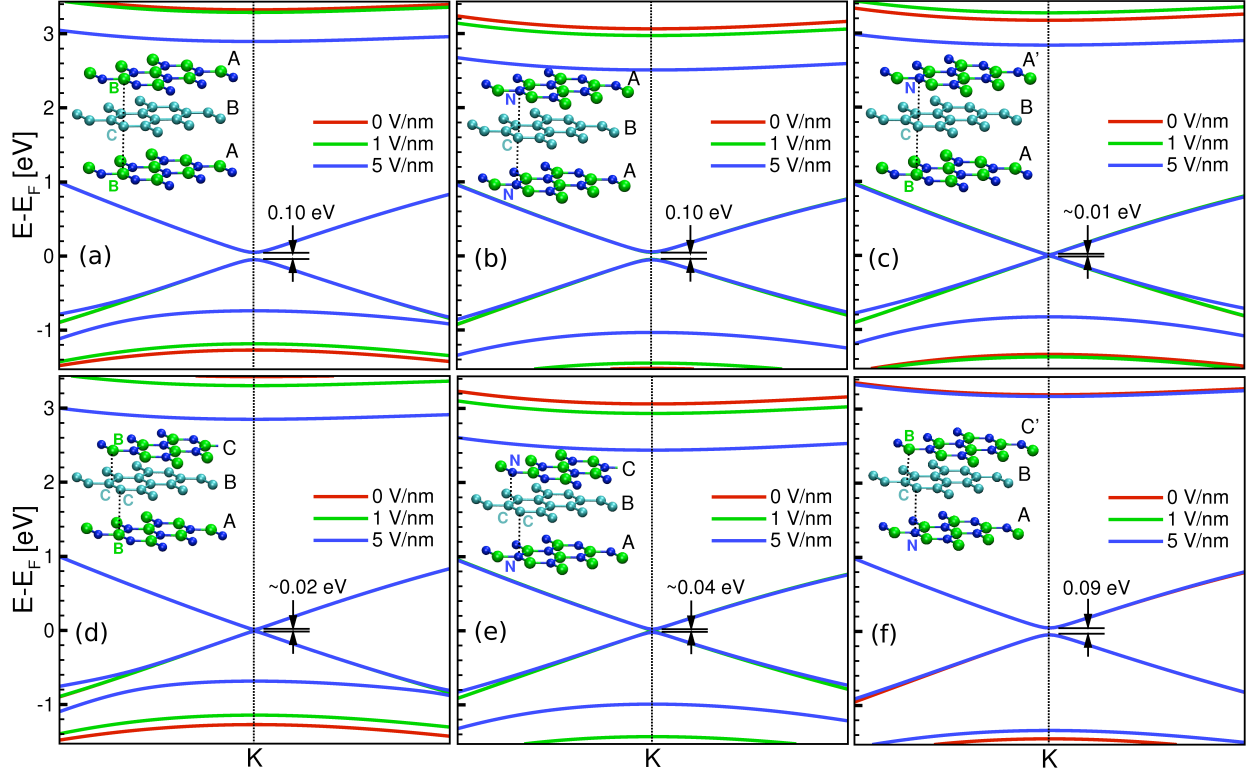 E-E_F [eV]
3
2
1
0
-1
A
B
B
C
A
B
0 V/nm
1 V/nm
5 V/nm
0.10 eV
(a)
A
N
B
C
A
N
0 V/nm
1 V/nm
5 V/nm
0.10 eV
(b)
A’
N
B
C
A
B
0 V/nm
1 V/nm
5 V/nm
~0.01 eV
(c)
E-E_F [eV]
3
2
1
0
-1
B
C
B
C
C
A
B
0 V/nm
1 V/nm
5 V/nm
~0.02 eV
(d)
K
N
C
B
C
C
A
N
0 V/nm
1 V/nm
5 V/nm
~0.04 eV
(e)
K
C’
B
B
C
A
N
0 V/nm
1 V/nm
5 V/nm
0.09 eV
(f)
K